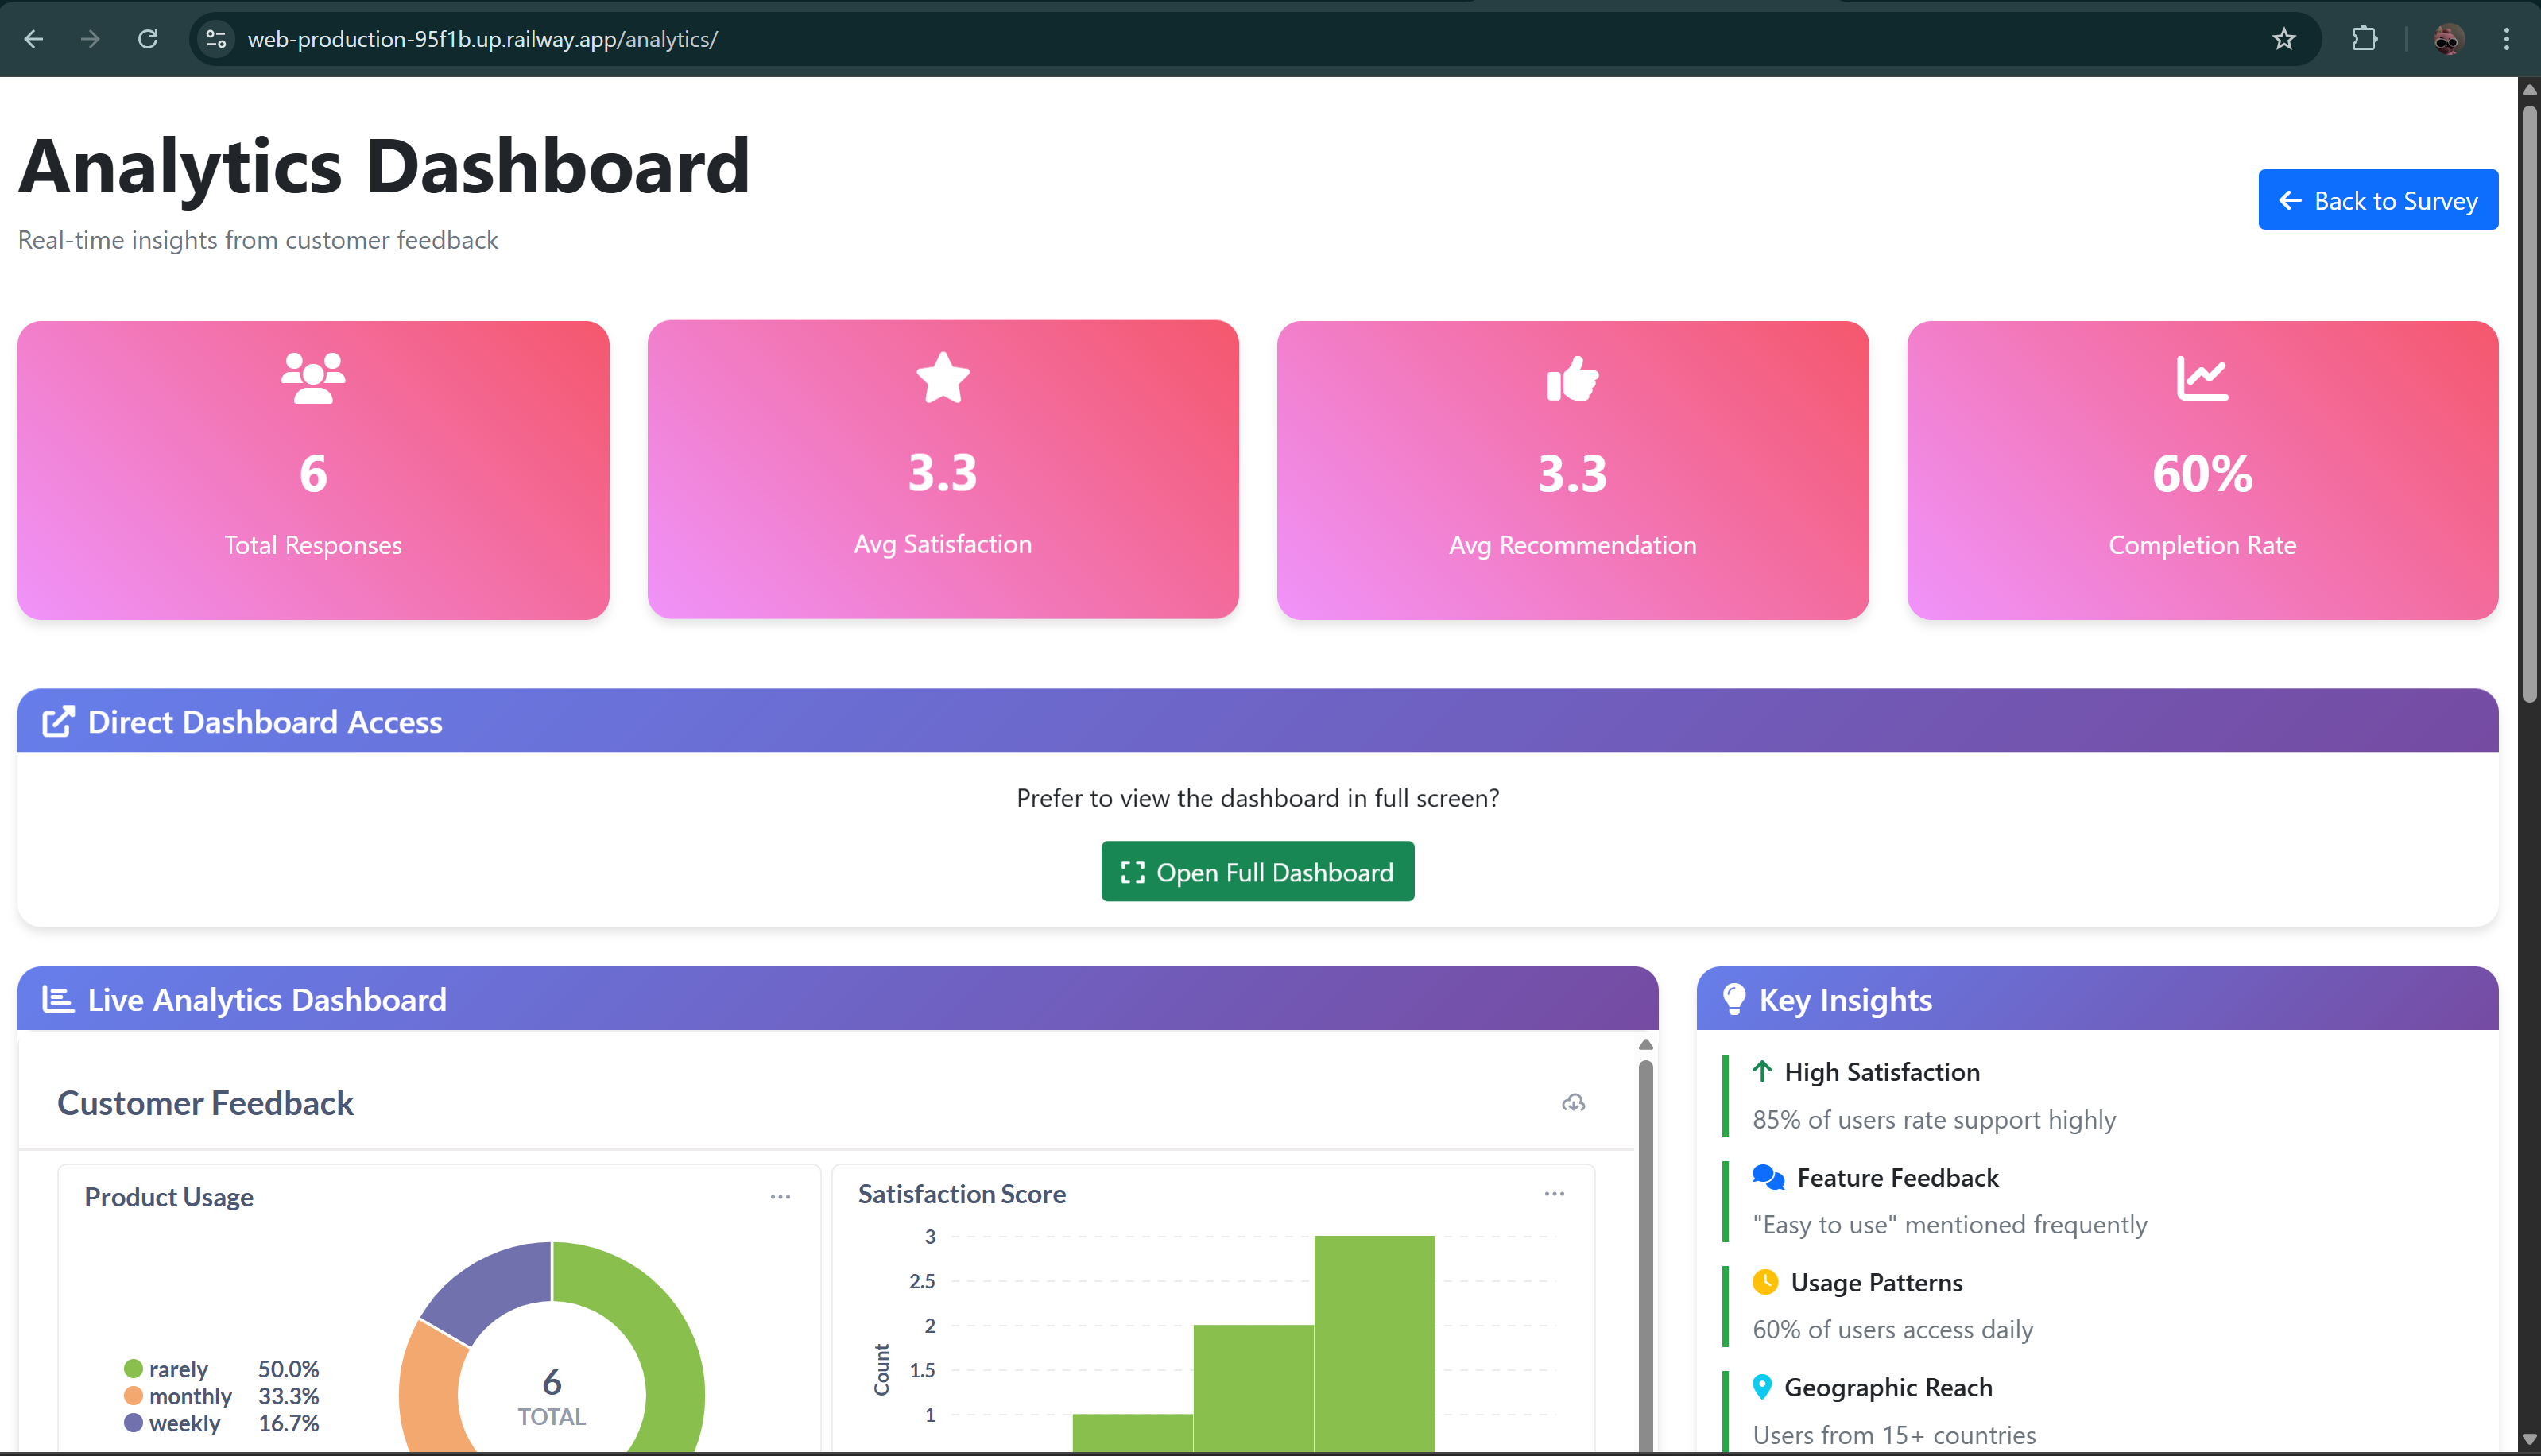 web-production-95f1b.up.railway.app/analytics/
Analytics Dashboard
Real-time insights from customer feedback
Back to Survey
6
Total Responses
3.3
Avg Satisfaction
3.3
Avg Recommendation
60%
Completion Rate
Direct Dashboard Access
Prefer to view the dashboard in full screen?
Open Full Dashboard
Live Analytics Dashboard
Customer Feedback
Product Usage
rarely 50.0%
monthly 33.3%
weekly 16.7%
6
TOTAL
Satisfaction Score
3
2.5
2
1.5
1
Count
Key Insights
High Satisfaction
85% of users rate support highly
Feature Feedback
"Easy to use" mentioned frequently
Usage Patterns
60% of users access daily
Geographic Reach
Users from 15+ countries